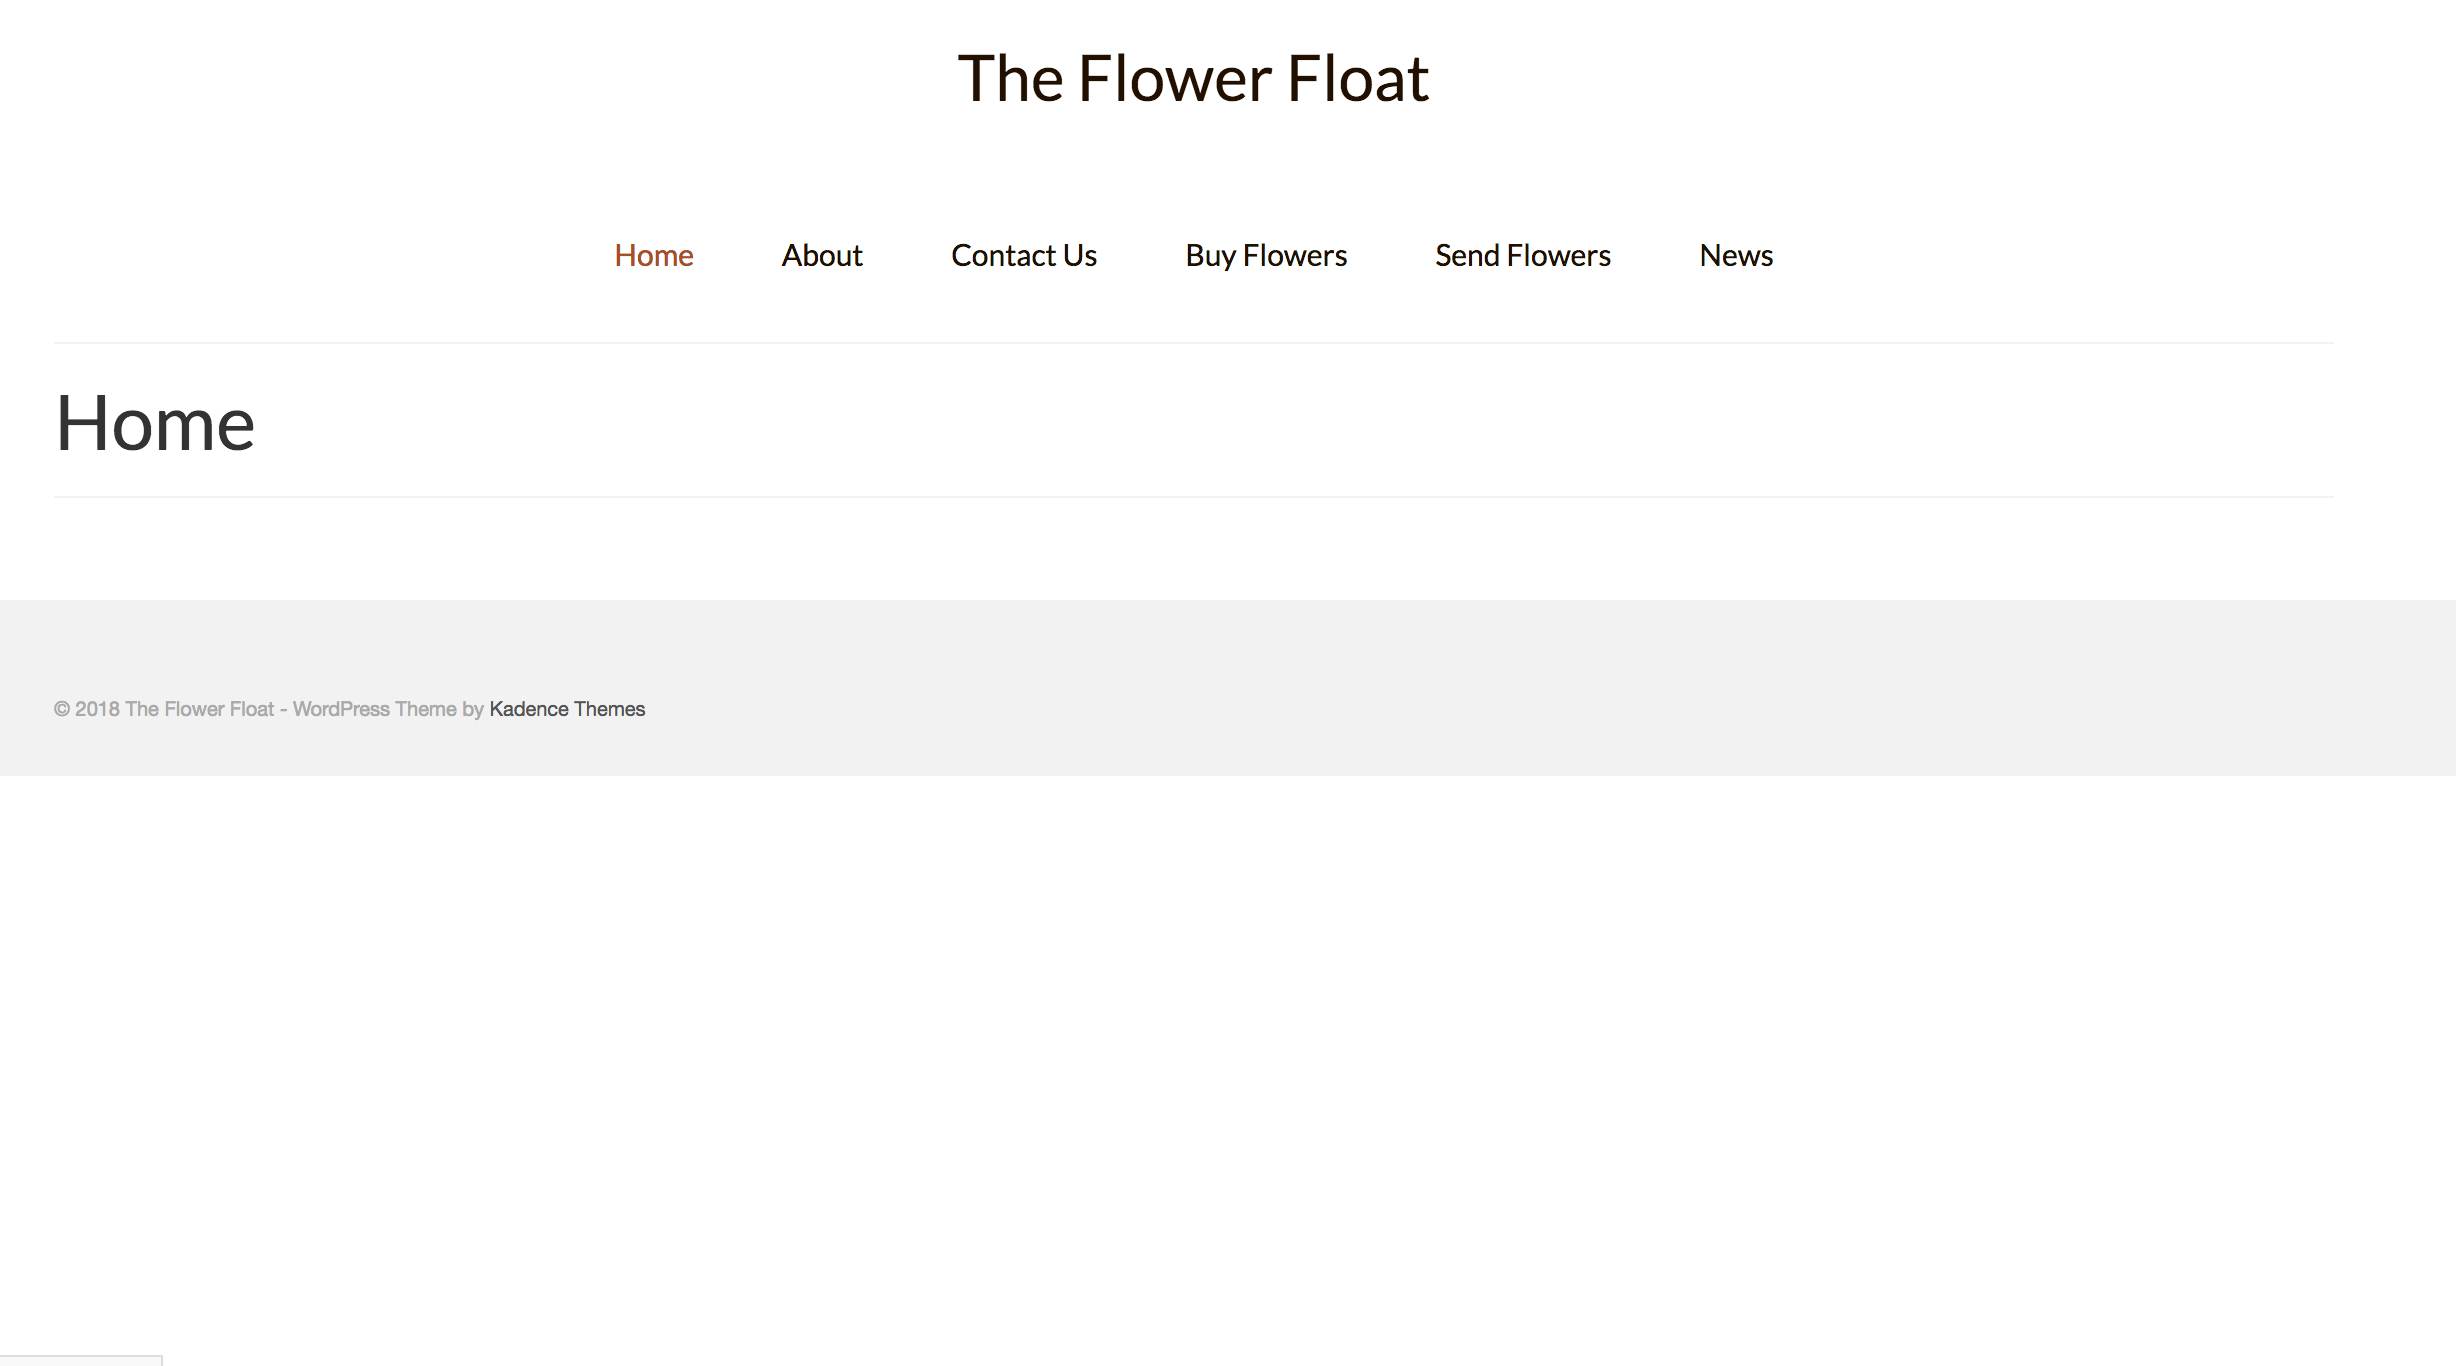 The Flower Float
Home About Contact Us Buy Flowers Send Flowers News
Home
© 2018 The Flower Float - WordPress Theme by Kadence Themes